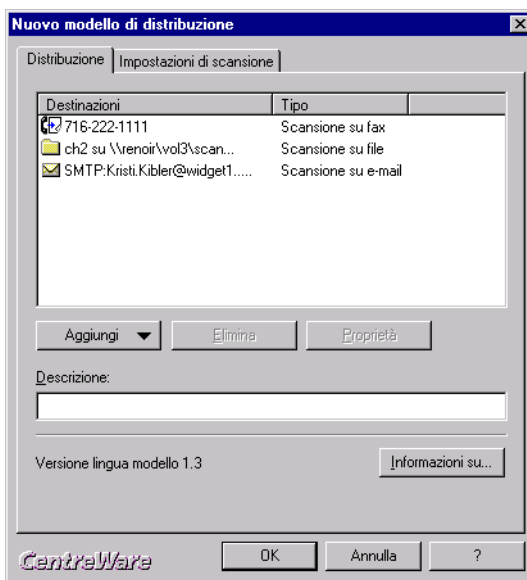 Nuovo modello di distribuzione
Distribuzione Impostazioni di scansione
Destinazioni Tipo
716-222-1111 Scansione su fax
ch2 su \\renoir\vol3\scan... Scansione su file
SMTP:Kristi.Kibler@widget1..... Scansione su e-mail
Aggiungi Elimina Proprietà
Descrizione:
Versione lingua modello 1.3 Informazioni su...
CentreWare OK Annulla ?